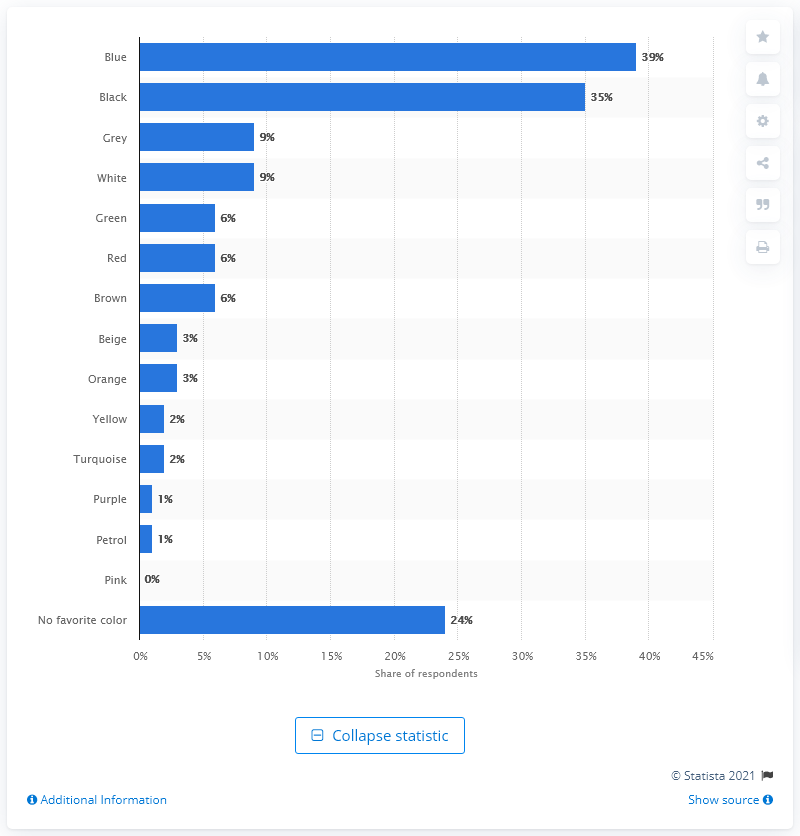 Blue 39%
Black 35%
Grey 9%
White 9%
Green 6%
Red 6%
Brown 6%
Beige 3%
Orange 3%
Yellow 2%
Turquoise 2%
Purple 1%
Petrol 1%
Pink 0%
No favorite color 24%
0% 5% 10% 15% 20% 25% 30% 35% 40% 45%
Share of respondents
Collapse statistic
© Statista 2021
Additional Information Show source